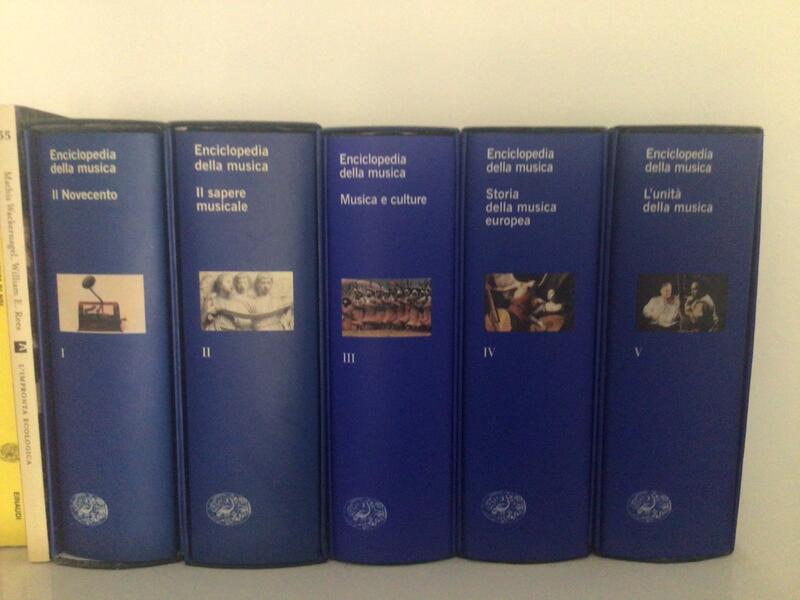 55
Mathis Wackernagel, William E. Rees
L'IMPRONTA ECOLOGICA
EINAUDI
Enciclopedia
della musica
Il Novecento
I
Enciclopedia
della musica
Il sapere
musicale
II
Enciclopedia
della musica
Musica e culture
III
Enciclopedia
della musica
Storia
della musica
europea
IV
Enciclopedia
della musica
L'unità
della musica
V